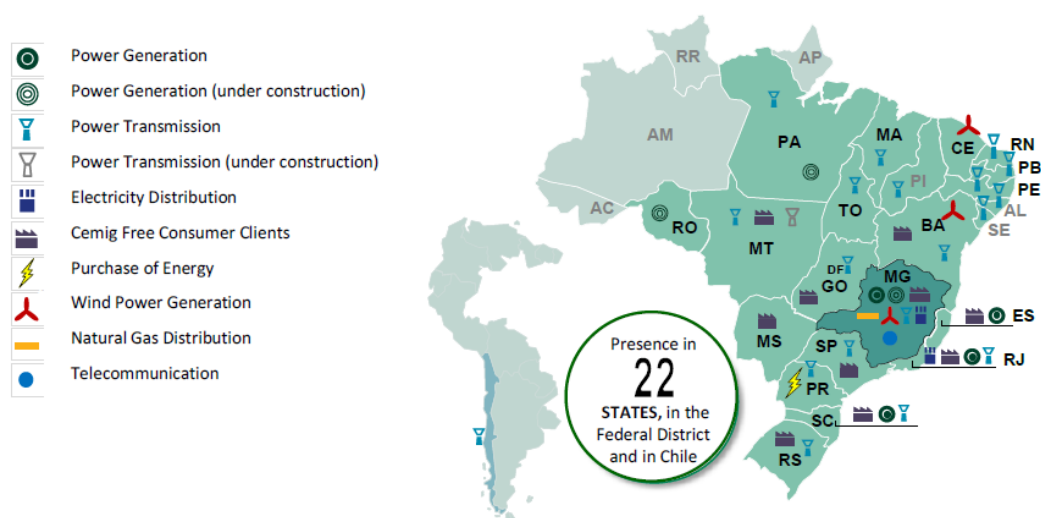 Power Generation
Power Generation (under construction)
Power Transmission
Power Transmission (under construction)
Electricity Distribution
Cemig Free Consumer Clients
Purchase of Energy
Wind Power Generation
Natural Gas Distribution
Telecommunication
RR
AP
AM
PA
MA
CE
RN
PB
PE
PI
AL
SE
AC
RO
TO
BA
MT
DF
GO
MG
ES
MS
SP
RJ
PR
SC
RS
Presence in
22
STATES, in the
Federal District
and in Chile